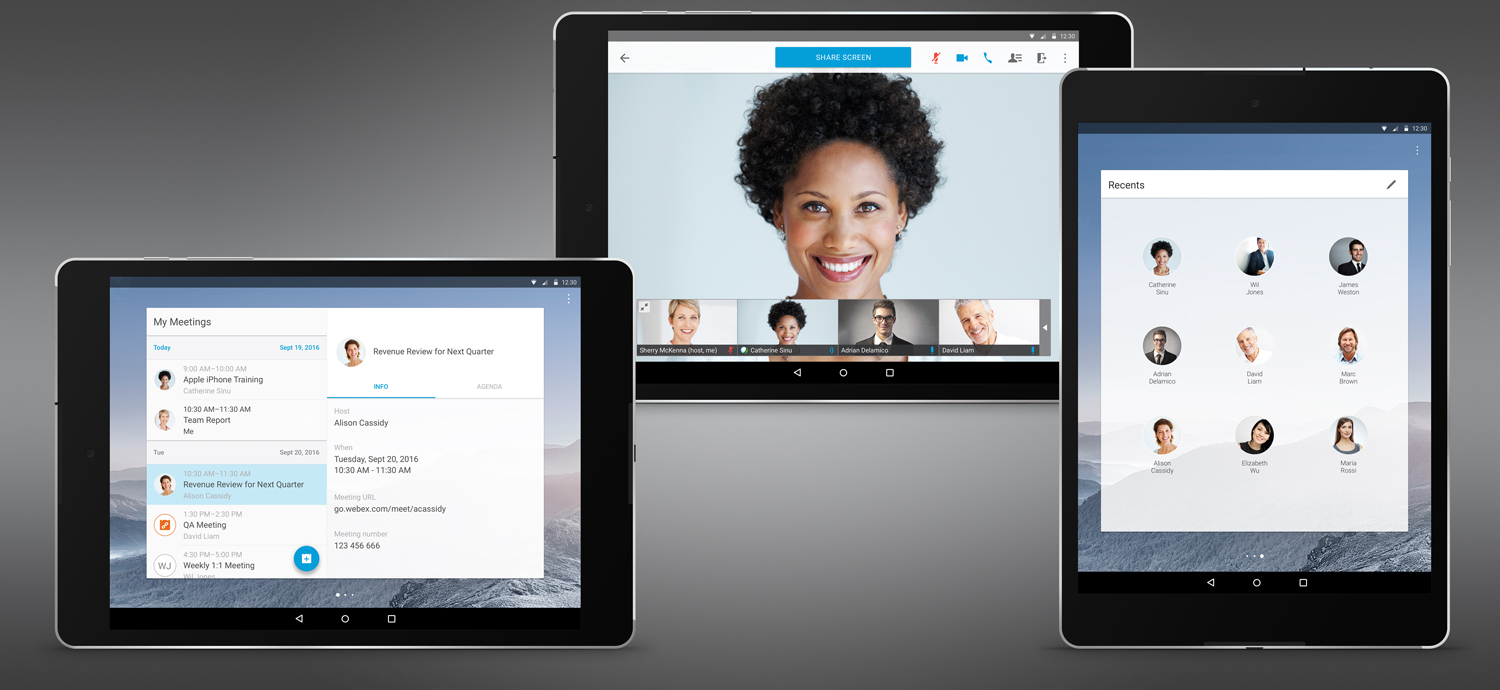 12:30
My Meetings
Today Sept 19, 2016
9:00 AM–10:00 AM
Apple iPhone Training
Catherine Sinu
10:30 AM–11:30 AM
Team Report
Me
Tue Sept 20, 2016
10:30 AM–11:30 AM
Revenue Review for Next Quarter
Alison Cassidy
1:30 PM–2:30 PM
QA Meeting
David Liam
4:30 PM–5:00 PM
WJ
Weekly 1:1 Meeting
Wil Jones
Revenue Review for Next Quarter
INFO AGENDA
Host
Alison Cassidy
When
Tuesday, Sept 20, 2016
10:30 AM - 11:30 AM
Meeting URL
go.webex.com/meet/acassidy
Meeting number
123 456 666
12:30
SHARE SCREEN
Sherry McKenna (host, me) Catherine Sinu Adrian Delamico David Liam
12:30
Recents
Catherine
Sinu
Wil
Jones
James
Weston
Adrian
Delamico
David
Liam
Marc
Brown
Alison
Cassidy
Elizabeth
Wu
Maria
Rossi